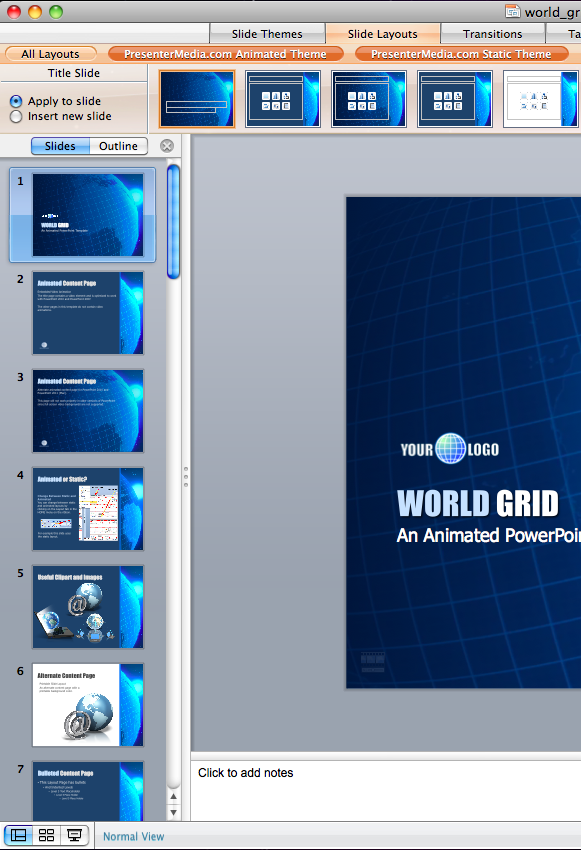 world_gr
Slide Themes
Slide Layouts
Transitions
Ta
All Layouts
PresenterMedia.com Animated Theme
PresenterMedia.com Static Theme
Title Slide
Apply to slide
Insert new slide
Slides
Outline
1
WORLD GRID
An Animated PowerPoint Template
2
Animated Content Page
3
Animated Content Page
4
Animated or Static?
5
Useful Clipart and Images
6
Alternate Content Page
7
Bulleted Content Page
YOUR LOGO
WORLD GRID
An Animated PowerPoin
Click to add notes
Normal View